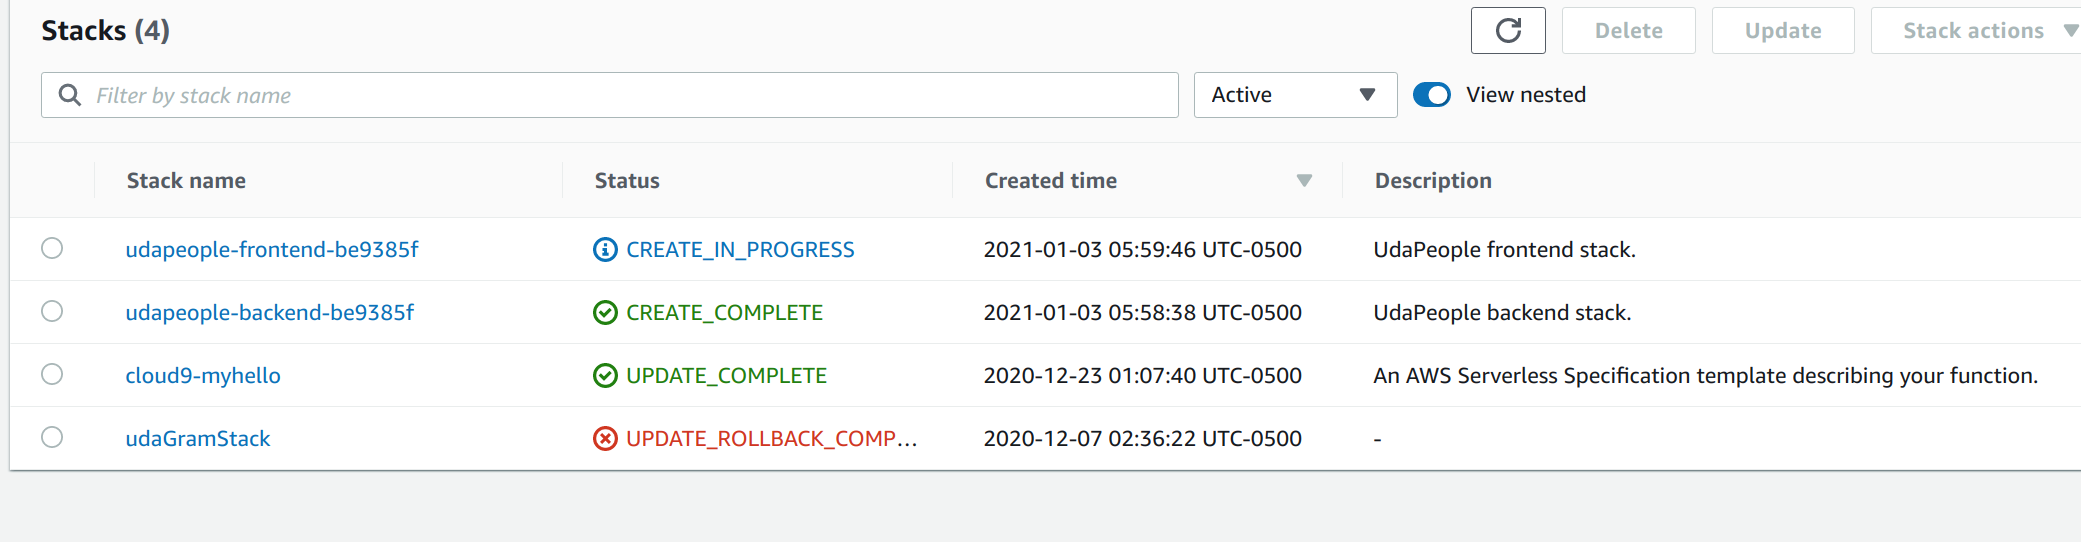 Stacks (4)
Delete
Update
Stack actions
Filter by stack name
Active
View nested
Stack name Status Created time Description
udapeople-frontend-be9385f CREATE_IN_PROGRESS 2021-01-03 05:59:46 UTC-0500 UdaPeople frontend stack.
udapeople-backend-be9385f CREATE_COMPLETE 2021-01-03 05:58:38 UTC-0500 UdaPeople backend stack.
cloud9-myhello UPDATE_COMPLETE 2020-12-23 01:07:40 UTC-0500 An AWS Serverless Specification template describing your function.
udaGramStack UPDATE_ROLLBACK_COMP... 2020-12-07 02:36:22 UTC-0500 -